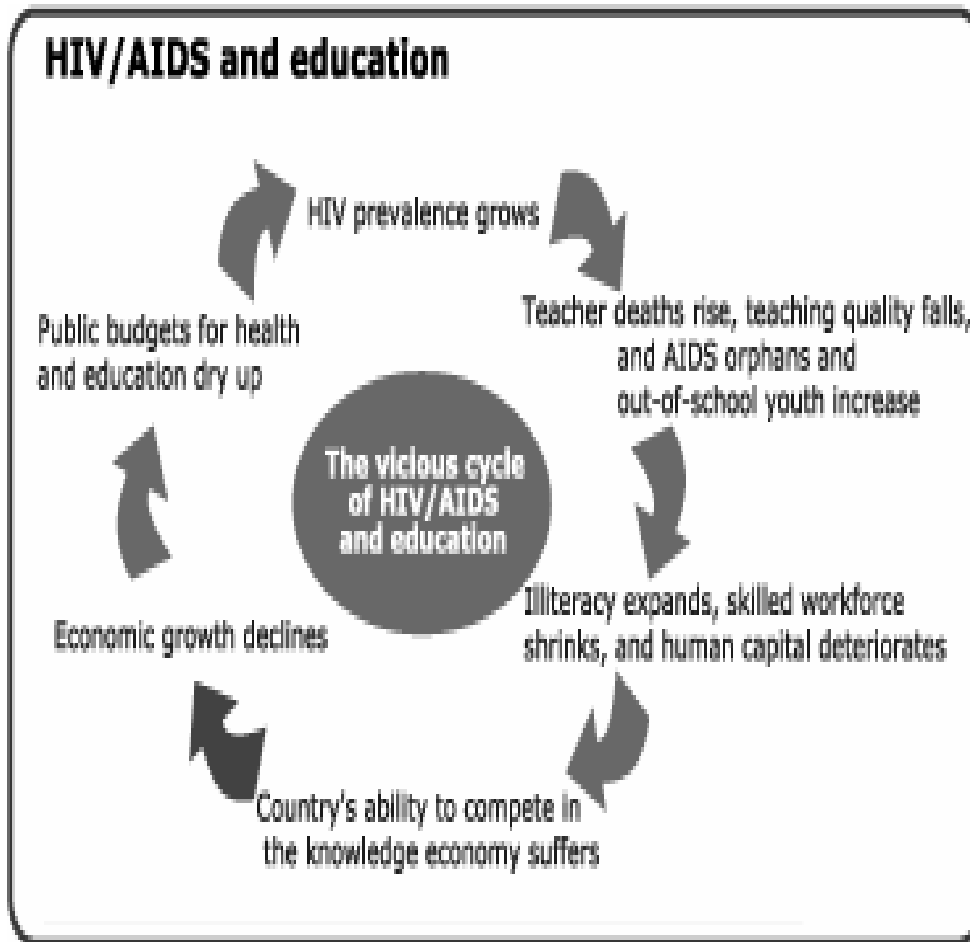 HIV/AIDS and education
HIV prevalence grows
Teacher deaths rise, teaching quality falls,
and AIDS orphans and
out-of-school youth increase
Illiteracy expands, skilled workforce
shrinks, and human capital deteriorates
Country's ability to compete in
the knowledge economy suffers
Economic growth declines
Public budgets for health
and education dry up
The vicious cycle
of HIV/AIDS
and education